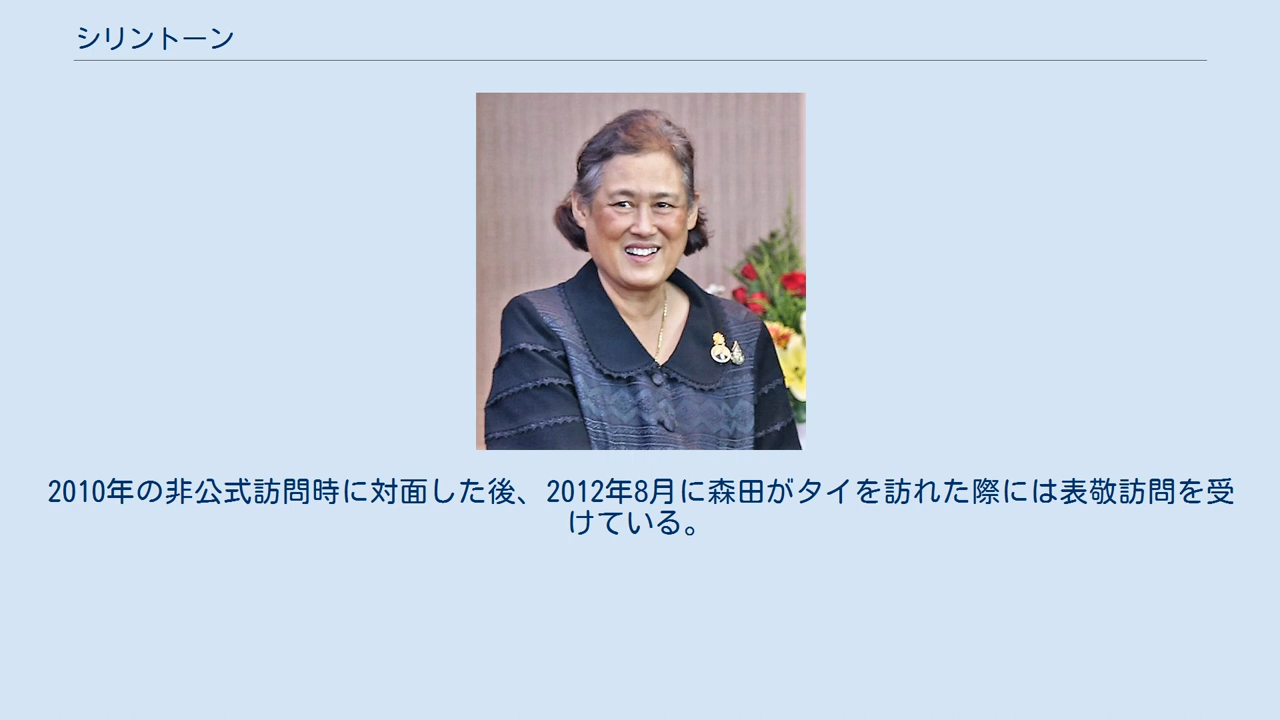 シリントーン
2010年の非公式訪問時に対面した後、2012年8月に森田がタイを訪れた際には表敬訪問を受
けている。